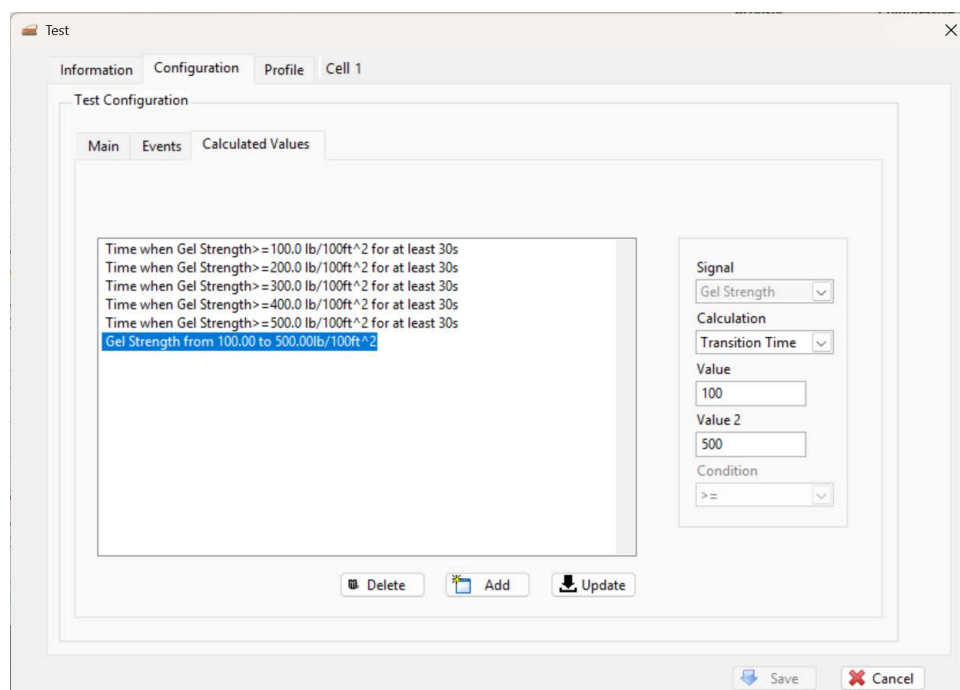 Test
Information Configuration Profile Cell 1
Test Configuration
Main Events Calculated Values
Time when Gel Strength>=100.0 lb/100ft^2 for at least 30s
Time when Gel Strength>=200.0 lb/100ft^2 for at least 30s
Time when Gel Strength>=300.0 lb/100ft^2 for at least 30s
Time when Gel Strength>=400.0 lb/100ft^2 for at least 30s
Time when Gel Strength>=500.0 lb/100ft^2 for at least 30s
Gel Strength from 100.00 to 500.00lb/100ft^2
Signal
Gel Strength
Calculation
Transition Time
Value
100
Value 2
500
Condition
>=
Delete Add Update
Save Cancel